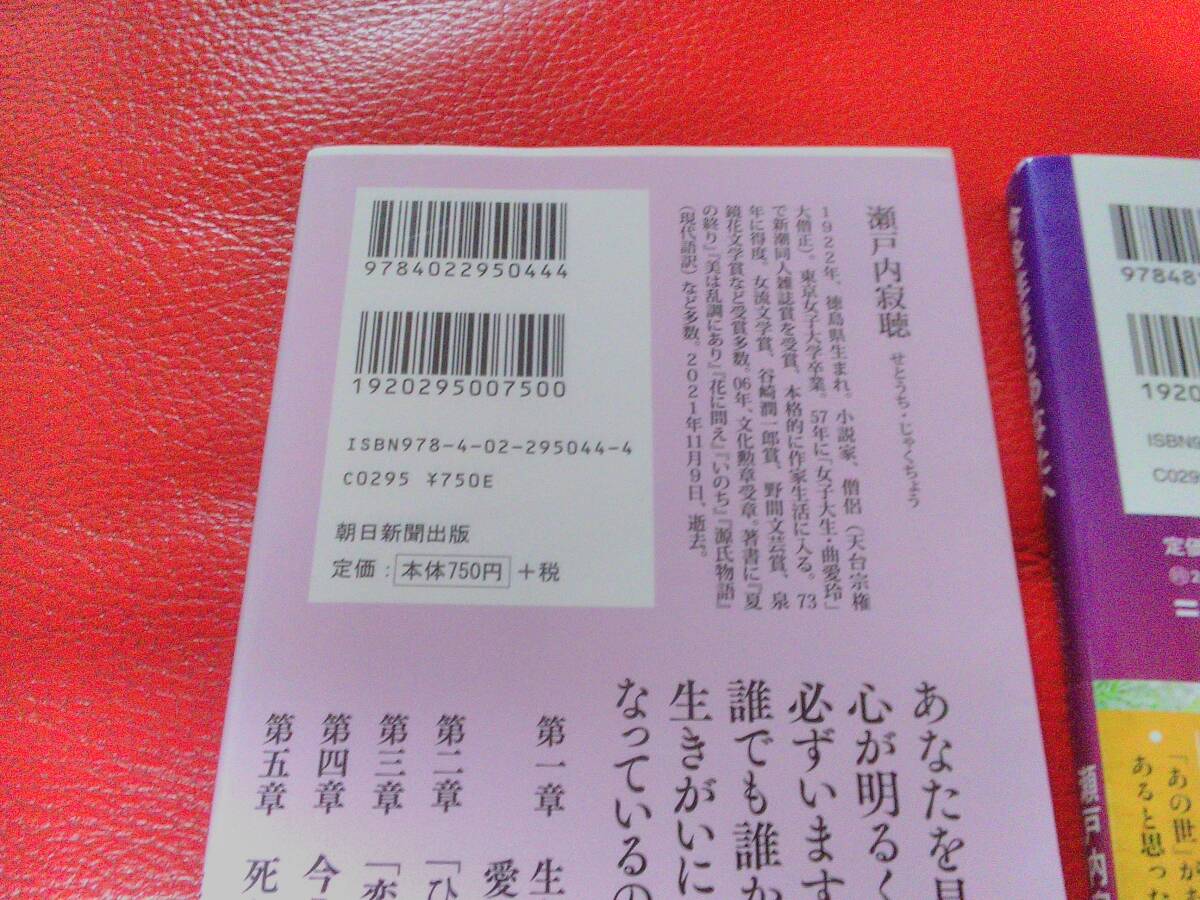 9784022950444
1920295007500
ISBN978-4-02-295044-4
C0295 ¥750E
朝日新聞出版
定価：本体750円＋税
瀬戸内寂聴 せとうち・じゃくちょう
1922年、徳島県生まれ。小説家、僧侶（天台宗権
大僧正）。東京女子大学卒業。57年に「女子大生・曲愛玲」
で新潮同人雑誌賞を受賞、本格的に作家生活に入る。73
年に得度。女流文学賞、谷崎潤一郎賞、野間文芸賞、泉
鏡花文学賞など受賞多数。06年、文化勲章受章。著書に『夏
の終り』『美は乱調にあり』『花に問え』『いのち』『源氏物語』
（現代語訳）など多数。2021年11月9日、逝去。
あなたを見
心が明るく
必ずいます
誰でも誰か
生きがいに
なっているの
第一章 生
愛
第二章 「ひ
第三章 「恋
第四章 今
第五章 死
97848
1920
ISBN9
C029
定価
瀬戸内
「あの世」が
あると思った